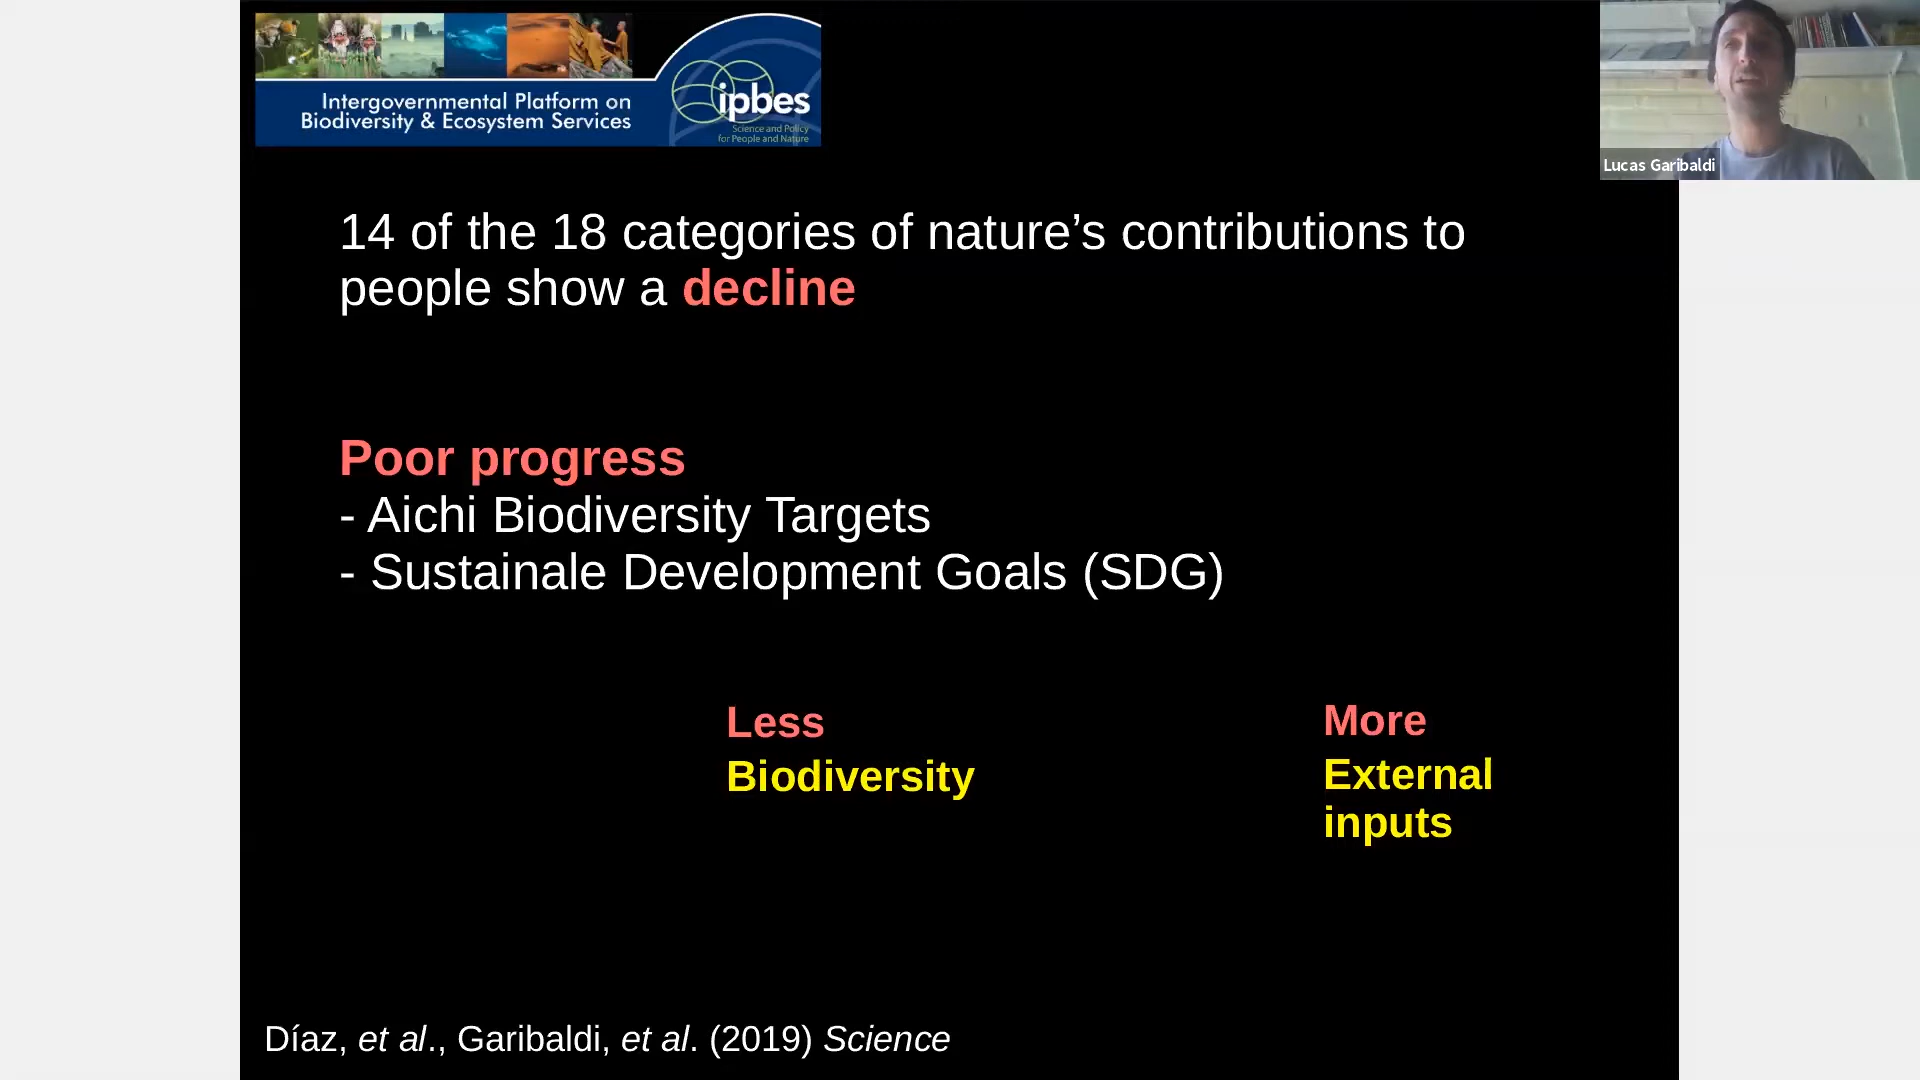 Intergovernmental Platform on
Biodiversity & Ecosystem Services
ipbes
Science and Policy
for People and Nature
Lucas Garibaldi
14 of the 18 categories of nature’s contributions to
people show a decline
Poor progress
- Aichi Biodiversity Targets
- Sustainale Development Goals (SDG)
Less
Biodiversity
More
External
inputs
Díaz, et al., Garibaldi, et al. (2019) Science